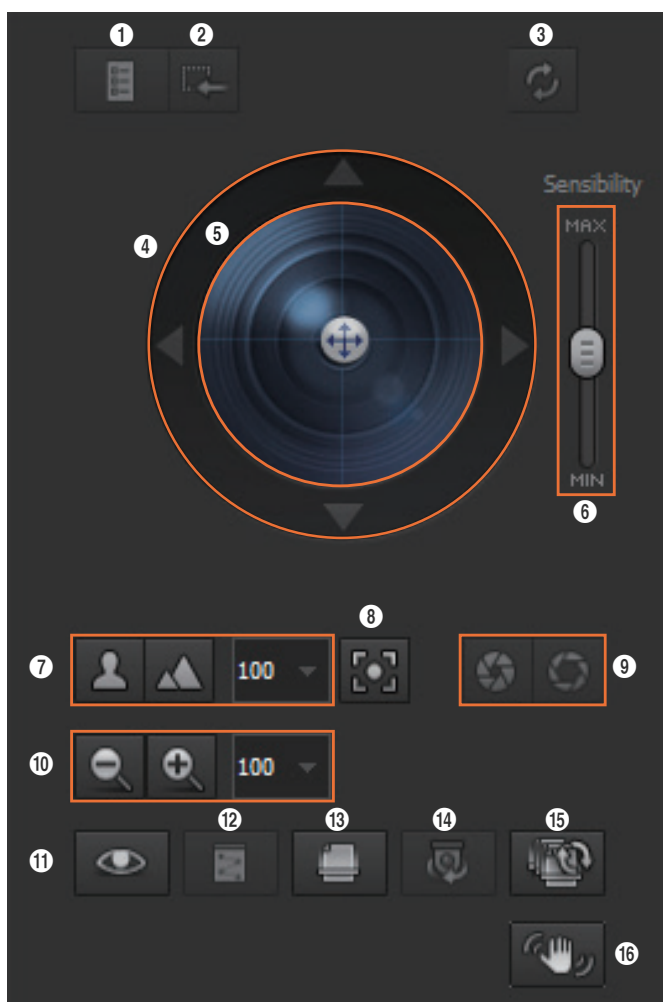 ① ② ③
Sensibility
MAX
④ ⑤
MIN
⑥
⑧
⑦ 100 ⑨
⑩ 100
⑫ ⑬ ⑭ ⑮
⑪
⑯